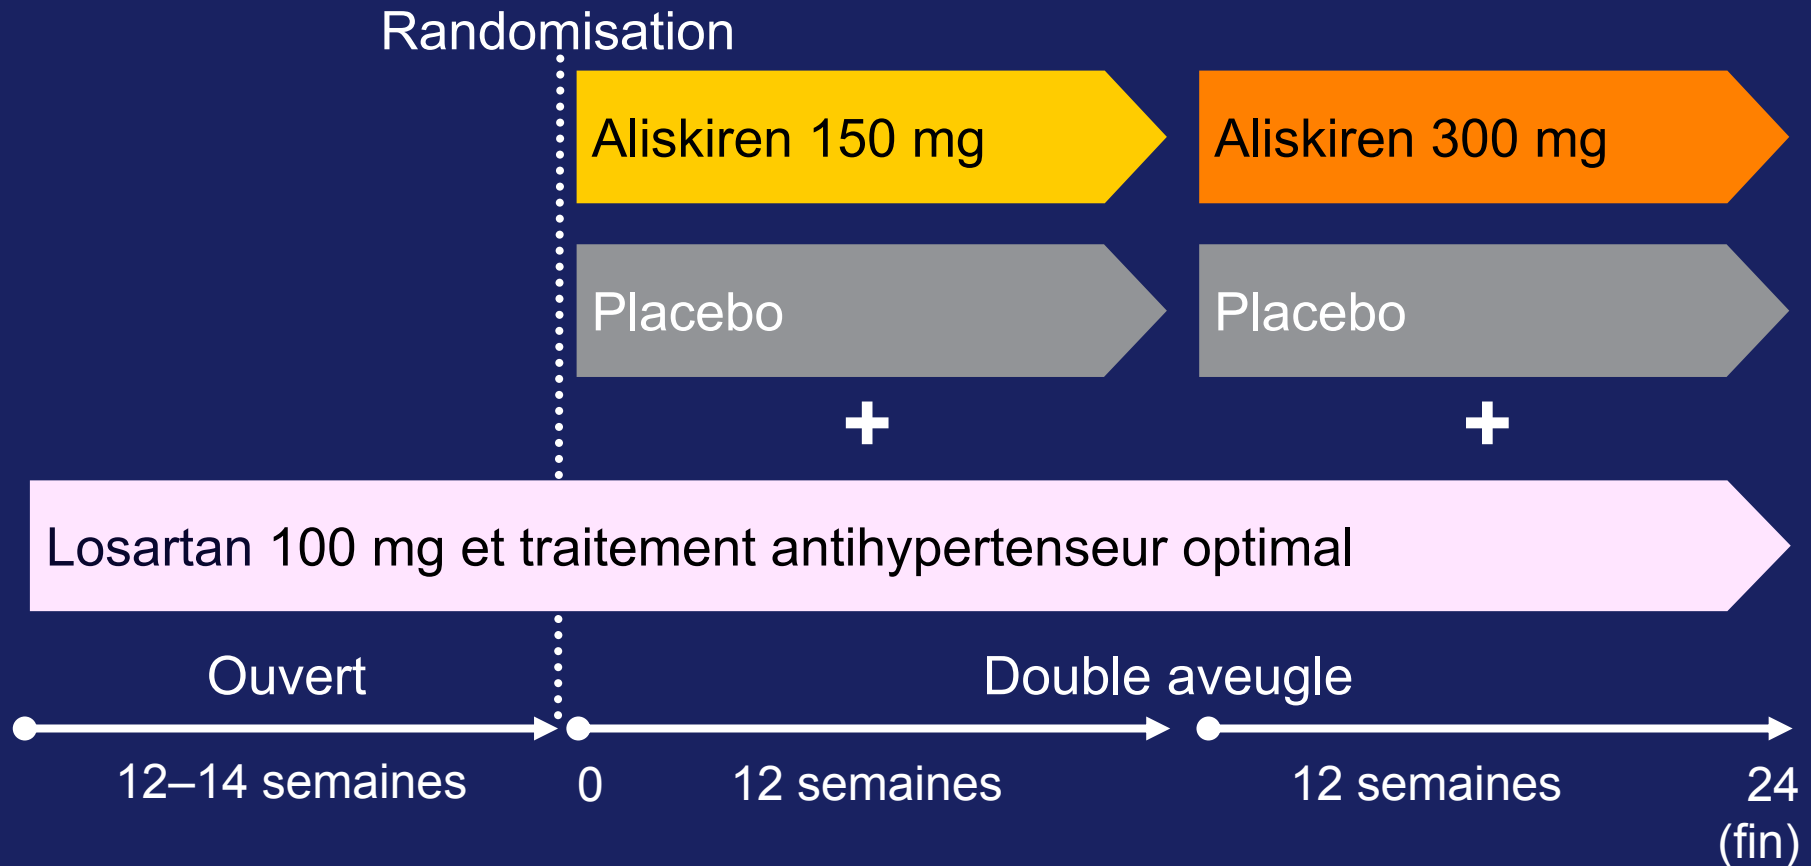 Randomisation
Aliskiren 150 mg
Aliskiren 300 mg
Placebo
Placebo
+
+
Losartan 100 mg et traitement antihypertenseur optimal
Ouvert
Double aveugle
12–14 semaines
0
12 semaines
12 semaines
24
(fin)